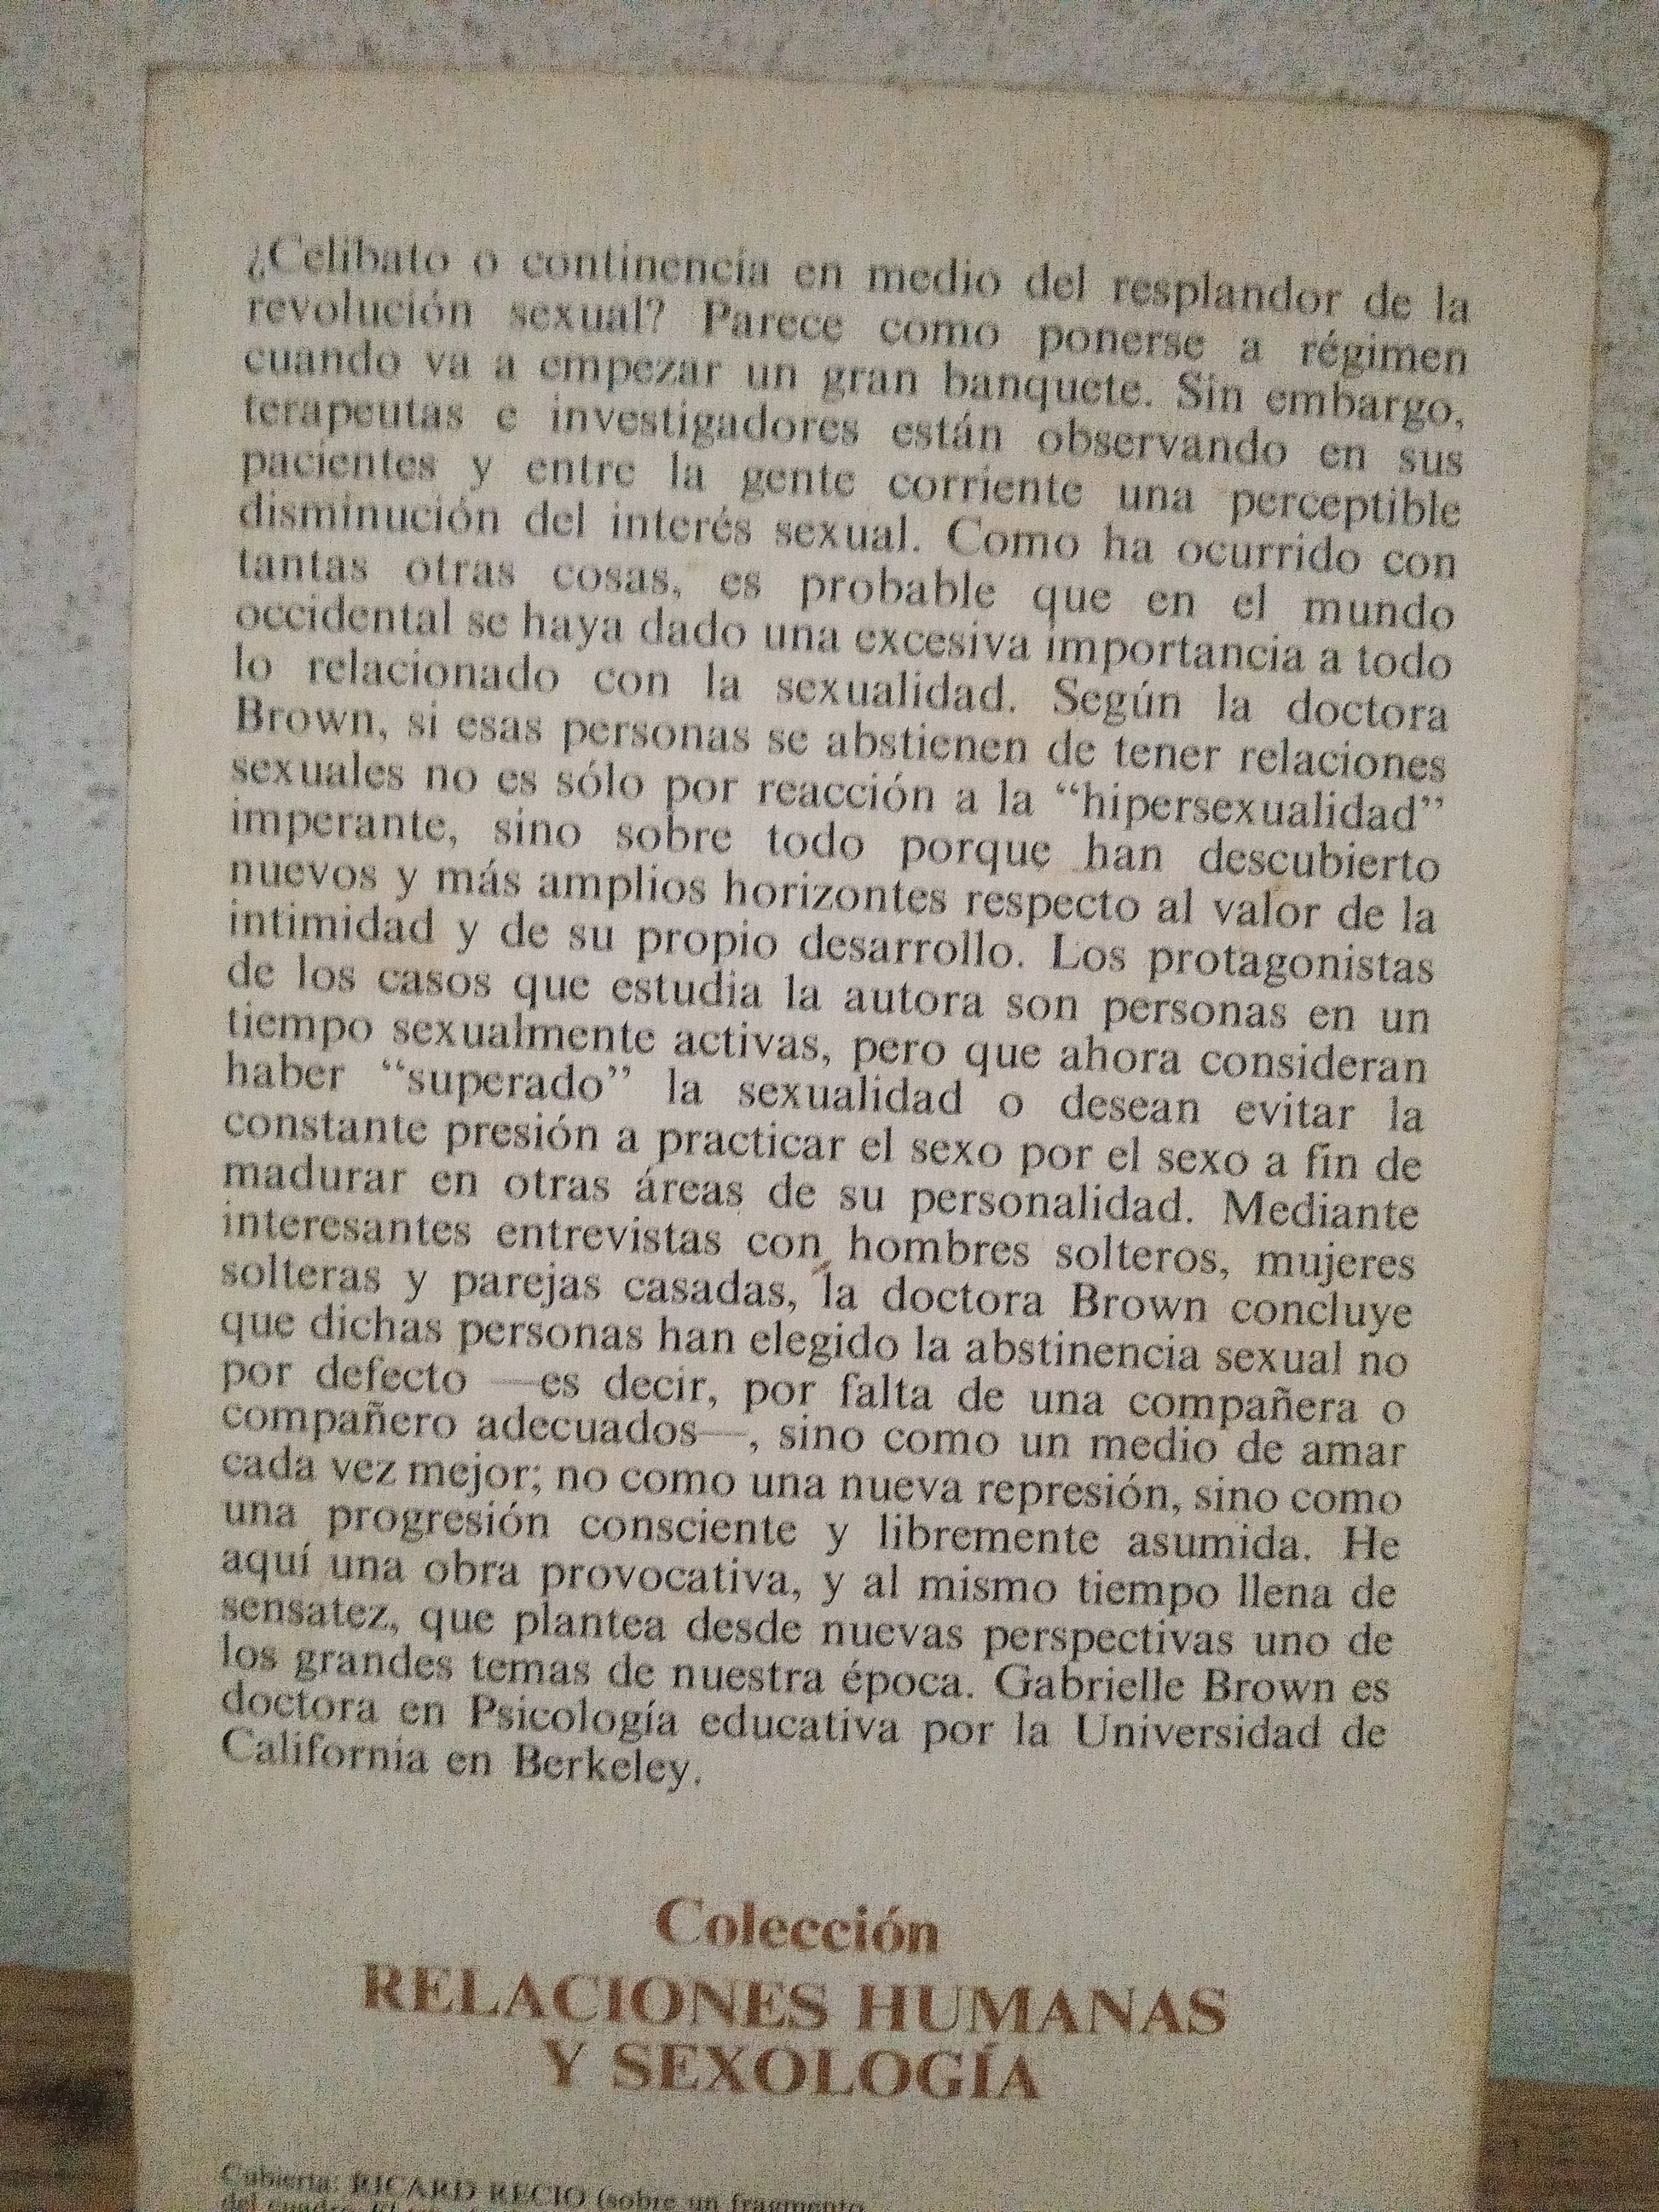 ¿Celibato o continencia en medio del resplandor de la
revolución sexual? Parece como ponerse a régimen
cuando va a empezar un gran banquete. Sin embargo,
terapeutas e investigadores están observando en sus
pacientes y entre la gente corriente una perceptible
disminución del interés sexual. Como ha ocurrido con
tantas otras cosas, es probable que en el mundo
occidental se haya dado una excesiva importancia a todo
lo relacionado con la sexualidad. Según la doctora
Brown, si esas personas se abstienen de tener relaciones
sexuales no es sólo por reacción a la “hipersexualidad”
imperante, sino sobre todo porque han descubierto
nuevos y más amplios horizontes respecto al valor de la
intimidad y de su propio desarrollo. Los protagonistas
de los casos que estudia la autora son personas en un
tiempo sexualmente activas, pero que ahora consideran
haber “superado” la sexualidad o desean evitar la
constante presión a practicar el sexo por el sexo a fin de
madurar en otras áreas de su personalidad. Mediante
interesantes entrevistas con hombres solteros, mujeres
solteras y parejas casadas, la doctora Brown concluye
que dichas personas han elegido la abstinencia sexual no
por defecto —es decir, por falta de una compañera o
compañero adecuados—, sino como un medio de amar
cada vez mejor; no como una nueva represión, sino como
una progresión consciente y libremente asumida. He
aquí una obra provocativa, y al mismo tiempo llena de
sensatez, que plantea desde nuevas perspectivas uno de
los grandes temas de nuestra época. Gabrielle Brown es
doctora en Psicología educativa por la Universidad de
California en Berkeley.
Colección
RELACIONES HUMANAS
Y SEXOLOGÍA
Cubierta: RICARD RECIO (sobre un fragmento
del cuadro